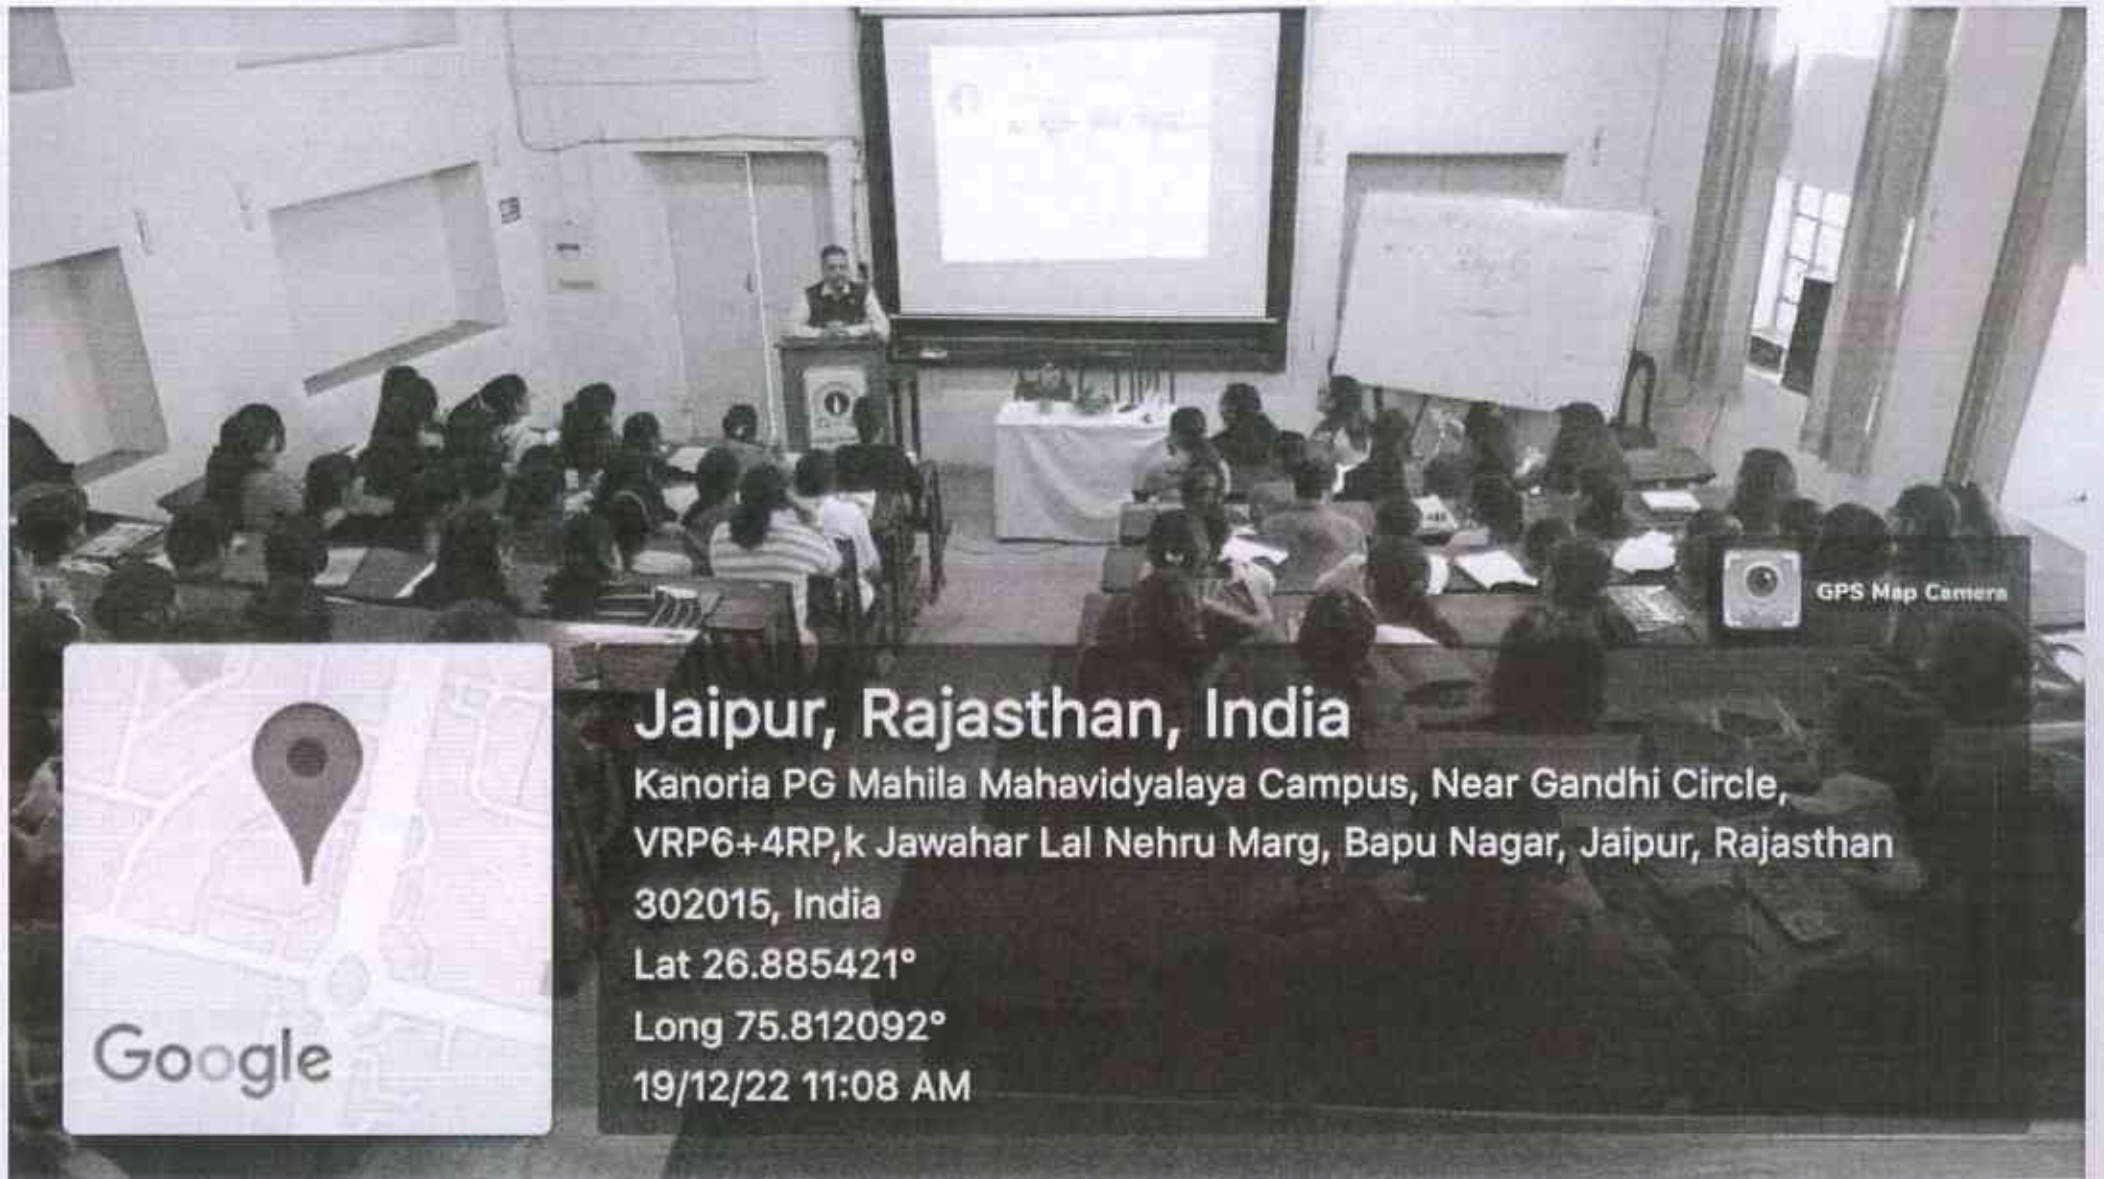 GPS Map Camera
Jaipur, Rajasthan, India
Kanoria PG Mahila Mahavidyalaya Campus, Near Gandhi Circle,
VRP6+4RP,k Jawahar Lal Nehru Marg, Bapu Nagar, Jaipur, Rajasthan
302015, India
Lat 26.885421°
Long 75.812092°
19/12/22 11:08 AM
Google